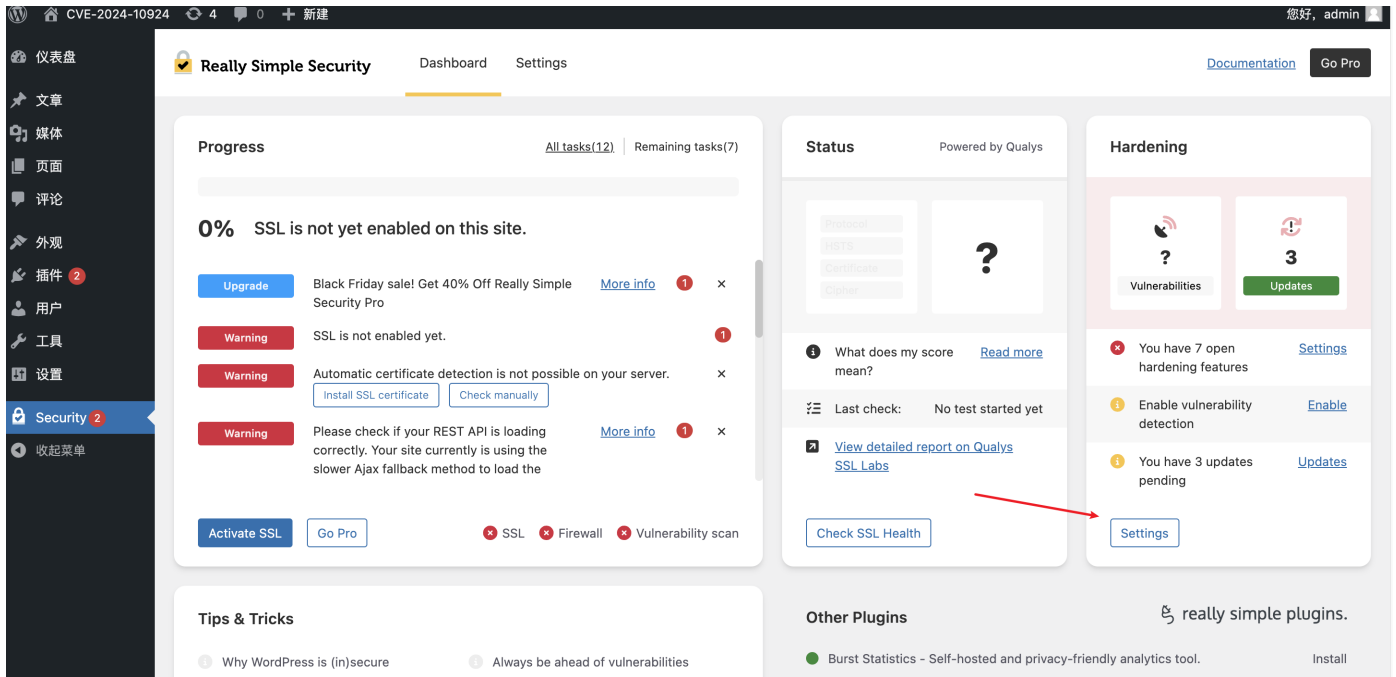 CVE-2024-10924 4 0 新建
您好，admin
仪表盘
文章
媒体
页面
评论
外观
插件 2
用户
工具
设置
Security 2
收起菜单
Really Simple Security
Dashboard
Settings
Documentation
Go Pro
Progress
All tasks(12)
Remaining tasks(7)
0% SSL is not yet enabled on this site.
Upgrade
Black Friday sale! Get 40% Off Really Simple
Security Pro
More info
1
Warning
SSL is not enabled yet.
1
Warning
Automatic certificate detection is not possible on your server.
Install SSL certificate
Check manually
Warning
Please check if your REST API is loading
correctly. Your site currently is using the
slower Ajax fallback method to load the
More info
1
Activate SSL
Go Pro
SSL
Firewall
Vulnerability scan
Status
Powered by Qualys
Protocol
HSTS
Certificate
Cipher
?
What does my score
mean?
Read more
Last check:
No test started yet
View detailed report on Qualys
SSL Labs
Check SSL Health
Hardening
?
Vulnerabilities
3
Updates
You have 7 open
hardening features
Settings
Enable vulnerability
detection
Enable
You have 3 updates
pending
Updates
Settings
Tips & Tricks
Why WordPress is (in)secure
Always be ahead of vulnerabilities
Other Plugins
really simple plugins.
Burst Statistics - Self-hosted and privacy-friendly analytics tool.
Install